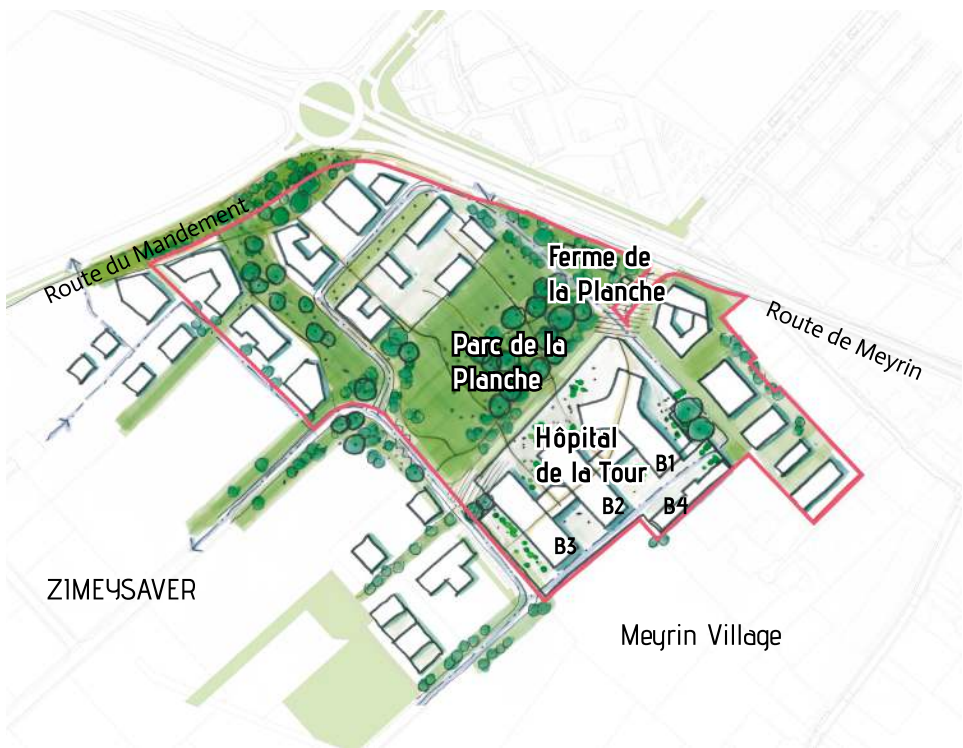 Route du Mandement
Ferme de
la Planche
Route de Meyrin
Parc de la
Planche
Hôpital
de la Tour
B1
B2
B4
B3
ZIMEYSAVER
Meyrin Village